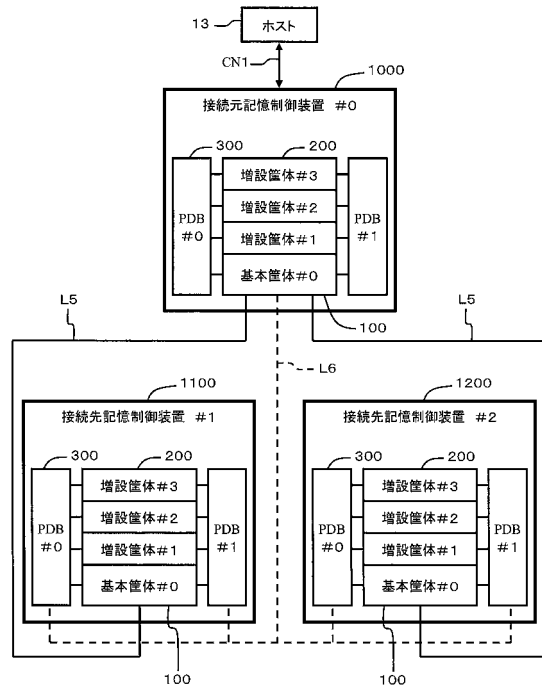 13
ホスト
CN1
1000
接続元記憶制御装置 #0
300
200
PDB
#0
増設筐体#3
増設筐体#2
増設筐体#1
基本筐体#0
PDB
#1
100
L5
L5
L6
1100
接続先記憶制御装置 #1
300
200
PDB
#0
増設筐体#3
増設筐体#2
増設筐体#1
基本筐体#0
PDB
#1
100
1200
接続先記憶制御装置 #2
300
200
PDB
#0
増設筐体#3
増設筐体#2
増設筐体#1
基本筐体#0
PDB
#1
100